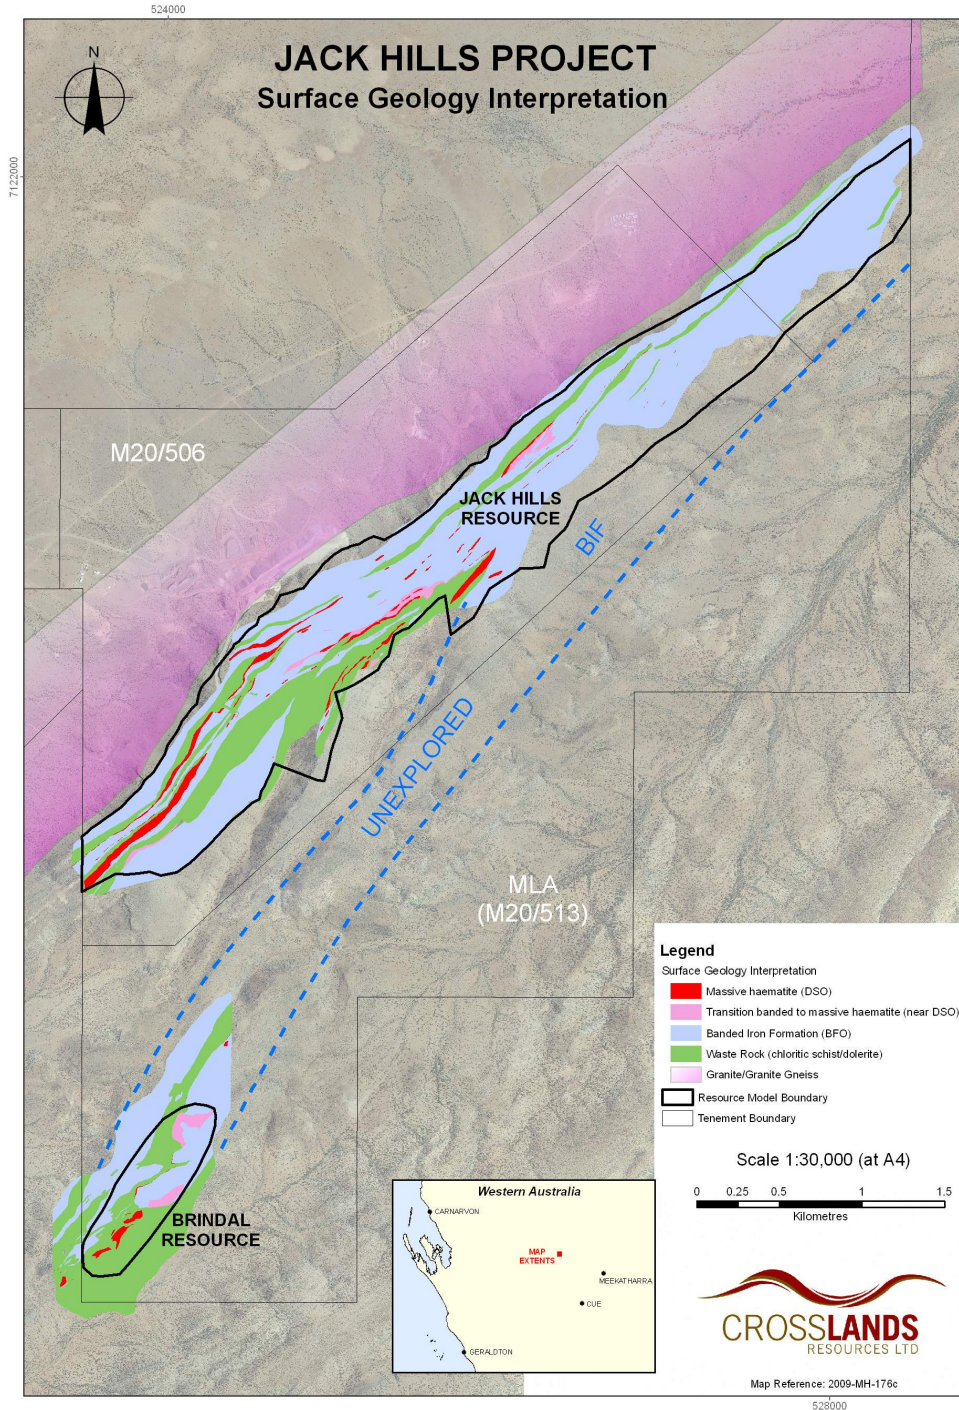 524000
JACK HILLS PROJECT
Surface Geology Interpretation
N
7122000
M20/506
JACK HILLS
RESOURCE
BIF
UNEXPLORED
MLA
(M20/513)
BRINDAL
RESOURCE
Legend
Surface Geology Interpretation
Massive haematite (DSO)
Transition banded to massive haematite (near DSO)
Banded Iron Formation (BFO)
Waste Rock (chloritic schist/dolerite)
Granite/Granite Gneiss
Resource Model Boundary
Tenement Boundary
Scale 1:30,000 (at A4)
0 0.25 0.5 1 1.5
Kilometres
Western Australia
CARNARVON
MAP
EXTENTS
MEEKATHARRA
CUE
GERALDTON
CROSSLANDS
RESOURCES LTD
Map Reference: 2009-MH-176c
528000